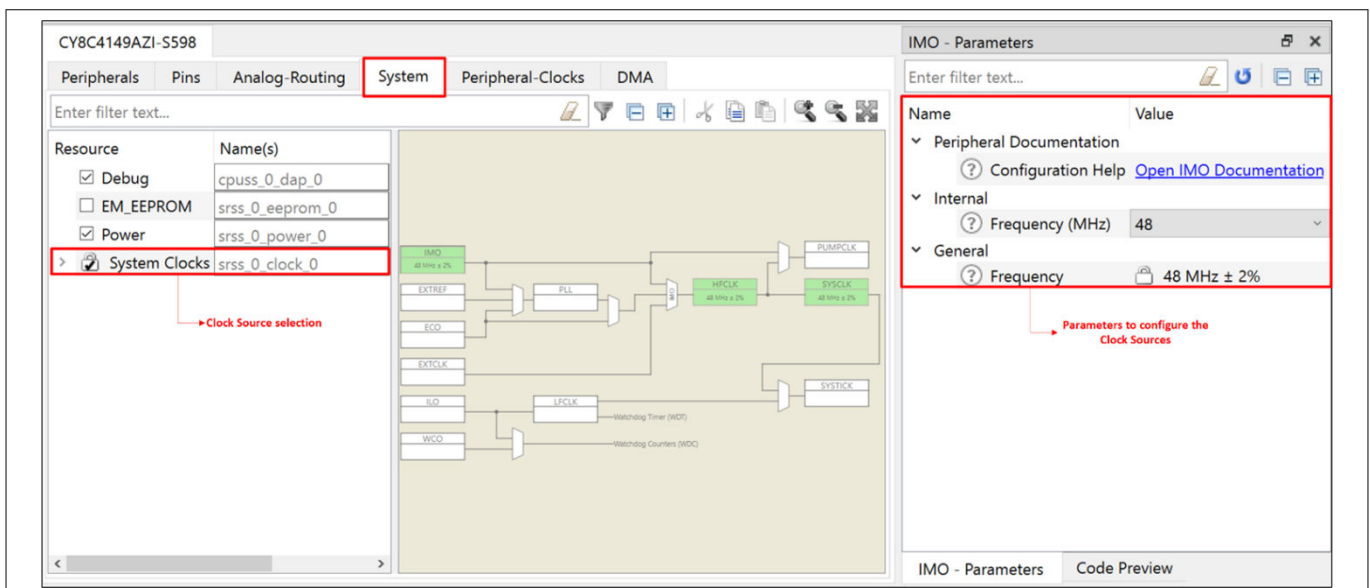 CY8C4149AZI-S598
Peripherals Pins Analog-Routing System Peripheral-Clocks DMA
Enter filter text...
Resource Name(s)
Debug cpuss_0_dap_0
EM_EEPROM srss_0_eeprom_0
Power srss_0_power_0
System Clocks srss_0_clock_0
Clock Source selection
IMO
48 MHz ± 2%
EXTREF
ECO
EXTCLK
ILO
WCO
PLL
LFCLK
DIV
HFCLK
48 MHz ± 2%
PUMPCLK
SYSCLK
48 MHz ± 2%
SYSTICK
Watchdog Timer (WDT)
Watchdog Counters (WDC)
IMO - Parameters
Enter filter text...
Name Value
Peripheral Documentation
Configuration Help Open IMO Documentation
Internal
Frequency (MHz) 48
General
Frequency 48 MHz ± 2%
Parameters to configure the
Clock Sources
IMO - Parameters Code Preview